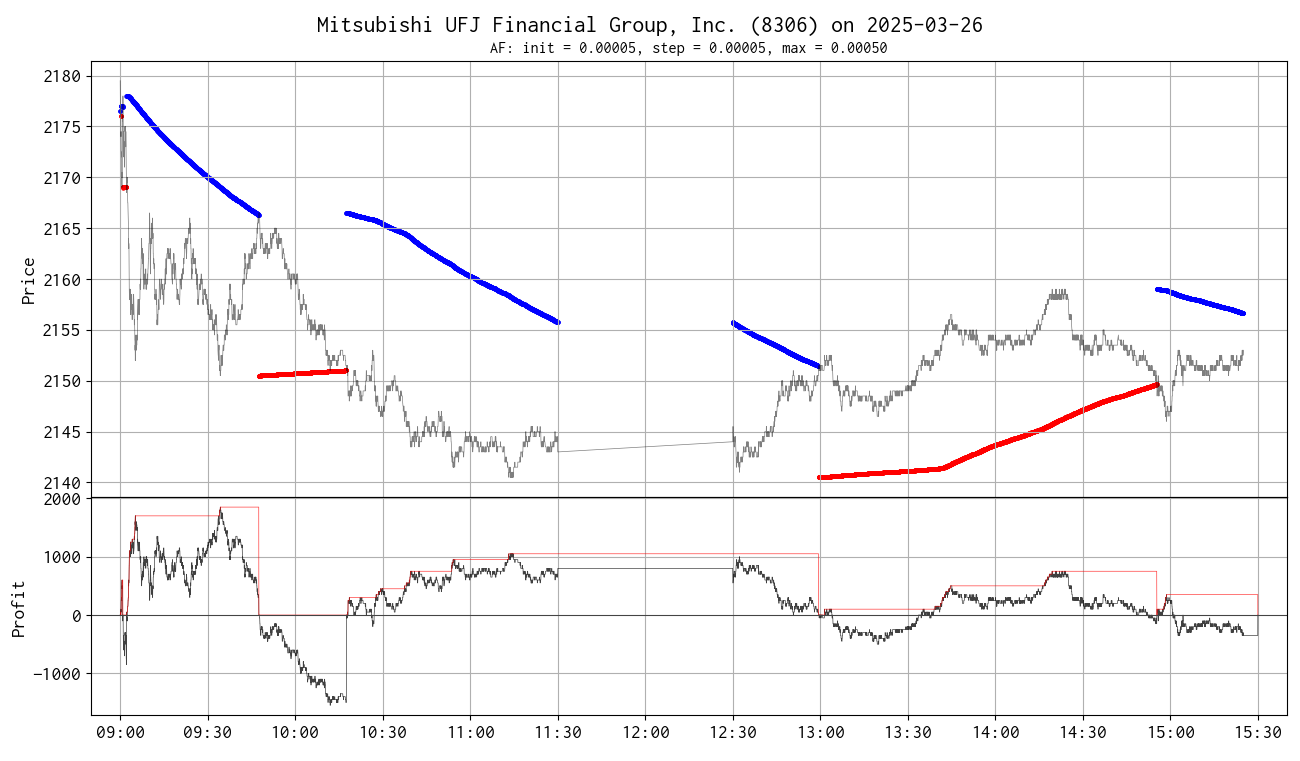 Mitsubishi UFJ Financial Group, Inc. (8306) on 2025-03-26
AF: init = 0.00005, step = 0.00005, max = 0.00050
Price
2180
2175
2170
2165
2160
2155
2150
2145
2140
Profit
2000
1000
0
−1000
09:00 09:30 10:00 10:30 11:00 11:30 12:00 12:30 13:00 13:30 14:00 14:30 15:00 15:30